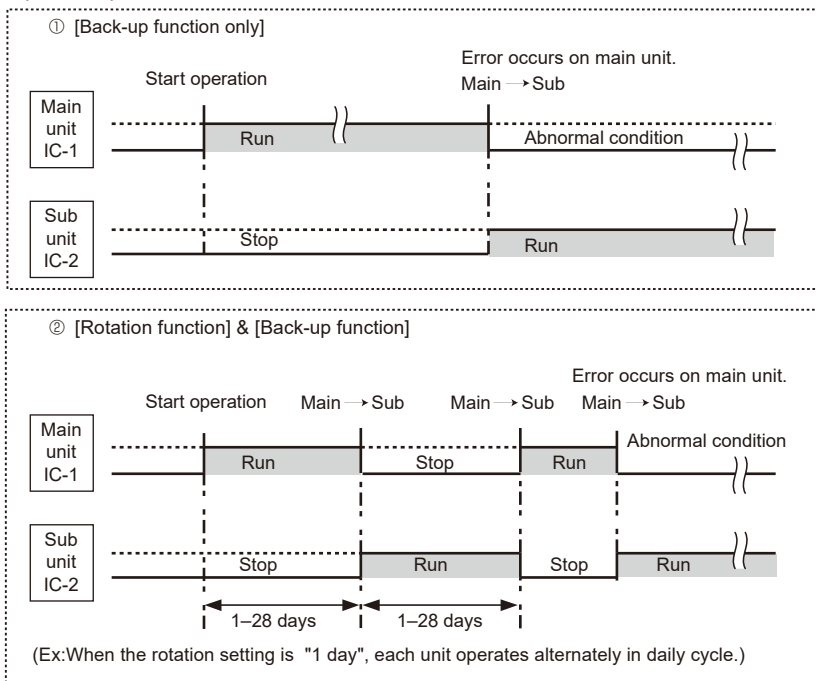 ① [Back-up function only]
Error occurs on main unit.
Start operation
Main → Sub
Main
unit
IC-1
Run
Abnormal condition
Sub
unit
IC-2
Stop
Run
② [Rotation function] & [Back-up function]
Error occurs on main unit.
Start operation
Main → Sub
Main → Sub
Main → Sub
Main
unit
IC-1
Run
Stop
Run
Abnormal condition
Sub
unit
IC-2
Stop
Run
Stop
Run
1–28 days
1–28 days
(Ex:When the rotation setting is "1 day", each unit operates alternately in daily cycle.)